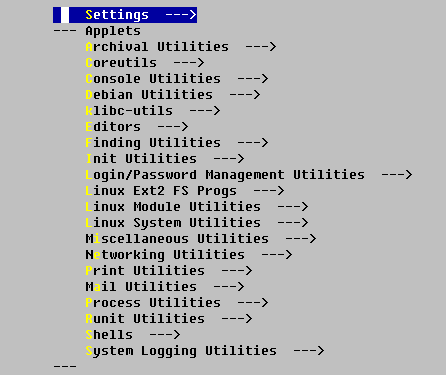 Settings  --->
--- Applets
Archival Utilities  --->
Coreutils  --->
Console Utilities  --->
Debian Utilities  --->
klibc-utils  --->
Editors  --->
Finding Utilities  --->
Init Utilities  --->
Login/Password Management Utilities  --->
Linux Ext2 FS Progs  --->
Linux Module Utilities  --->
Linux System Utilities  --->
Miscellaneous Utilities  --->
Networking Utilities  --->
Print Utilities  --->
Mail Utilities  --->
Process Utilities  --->
Runit Utilities  --->
Shells  --->
System Logging Utilities  --->
---